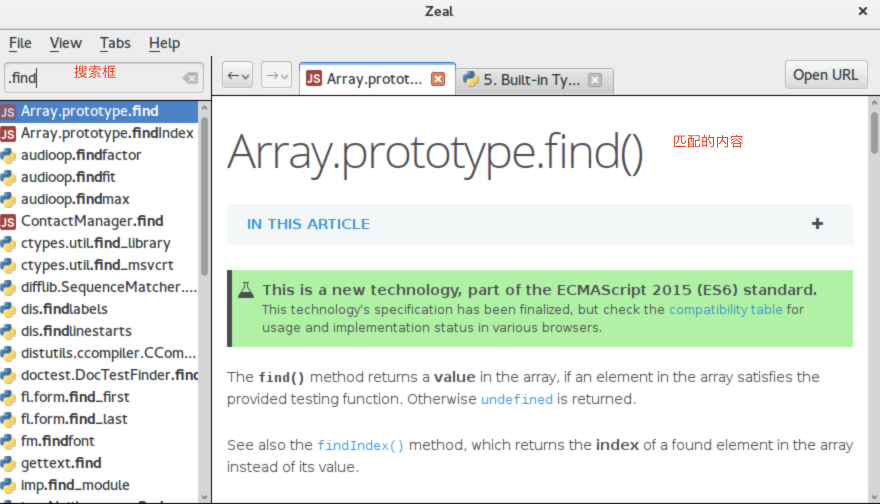 Zeal
File View Tabs Help
.find 搜索框
Array.protot... 5. Built-in Ty... Open URL
Array.prototype.find
Array.prototype.findIndex
audioop.findfactor
audioop.findfit
audioop.findmax
ContactManager.find
ctypes.util.find_library
ctypes.util.find_msvcrt
difflib.SequenceMatcher....
dis.findlabels
dis.findlinestarts
distutils.ccompiler.CCom...
doctest.DocTestFinder.find
fl.form.find_first
fl.form.find_last
fm.findfont
gettext.find
imp.find_module
Array.prototype.find() 匹配的内容
IN THIS ARTICLE +
This is a new technology, part of the ECMAScript 2015 (ES6) standard.
This technology's specification has been finalized, but check the compatibility table for
usage and implementation status in various browsers.
The find() method returns a value in the array, if an element in the array satisfies the
provided testing function. Otherwise undefined is returned.
See also the findIndex() method, which returns the index of a found element in the array
instead of its value.